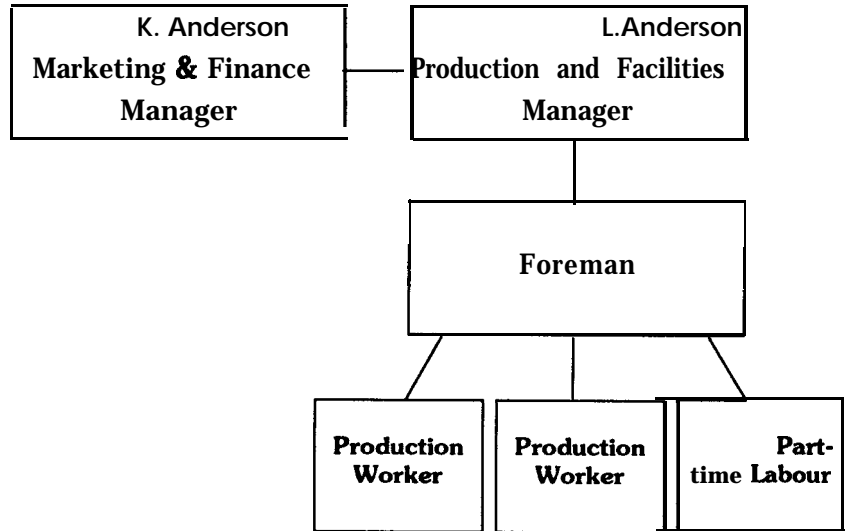 K. Anderson
Marketing & Finance
Manager
L.Anderson
Production and Facilities
Manager
Foreman
Production
Worker
Production
Worker
Part-
time Labour